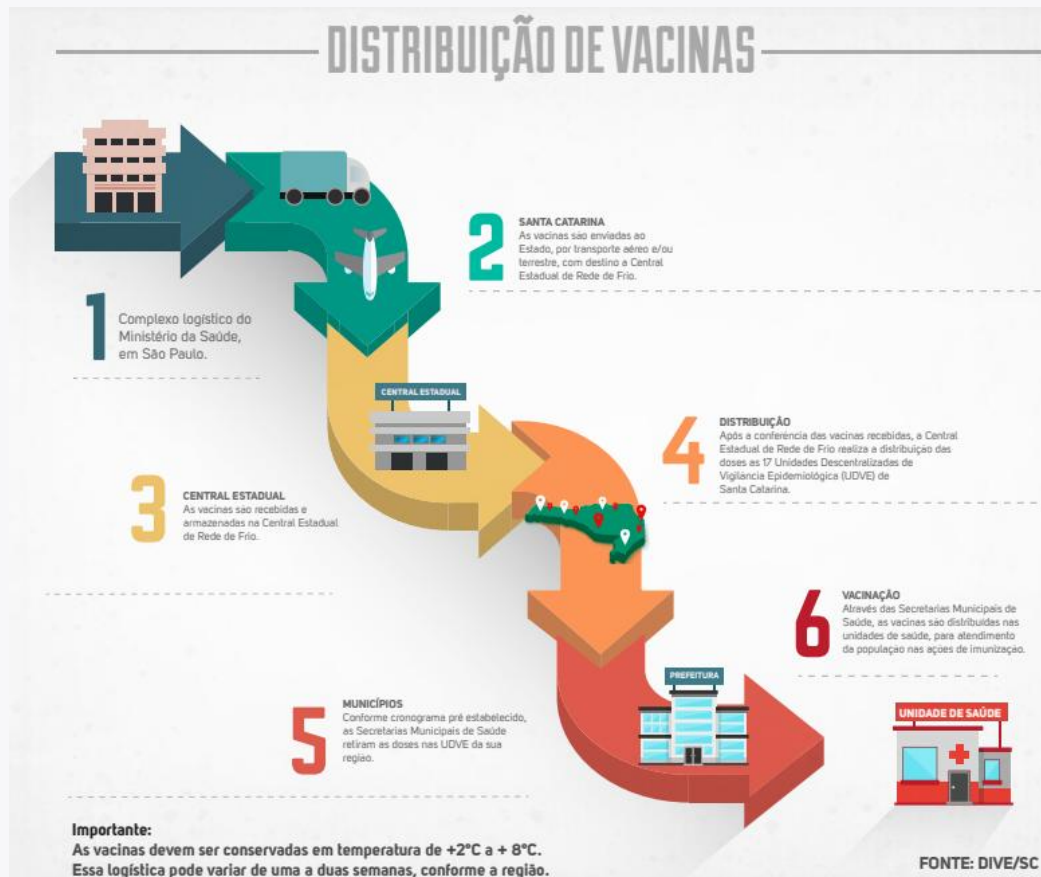 DISTRIBUIÇÃO DE VACINAS
1
Complexo logístico do
Ministério da Saúde,
em São Paulo.
2
SANTA CATARINA
As vacinas são enviadas ao
Estado, por transporte aéreo e/ou
terrestre, com destino a Central
Estadual de Rede de Frio.
CENTRAL ESTADUAL
3
CENTRAL ESTADUAL
As vacinas são recebidas e
armazenadas na Central Estadual
de Rede de Frio.
4
DISTRIBUIÇÃO
Após a conferência das vacinas recebidas, a Central
Estadual de Rede de Frio realiza a distribuição das
doses as 17 Unidades Descentralizadas de
Vigilância Epidemiológica (UDVE) de
Santa Catarina.
5
MUNICÍPIOS
Conforme cronograma pré estabelecido,
as Secretarias Municipais de Saúde
retiram as doses nas UDVE da sua
região.
PREFEITURA
6
VACINAÇÃO
Através das Secretarias Municipais de
Saúde, as vacinas são distribuídas nas
unidades de saúde, para atendimento
da população nas ações de imunização.
UNIDADE DE SAÚDE
Importante:
As vacinas devem ser conservadas em temperatura de +2°C a + 8°C.
Essa logística pode variar de uma a duas semanas, conforme a região.
FONTE: DIVE/SC